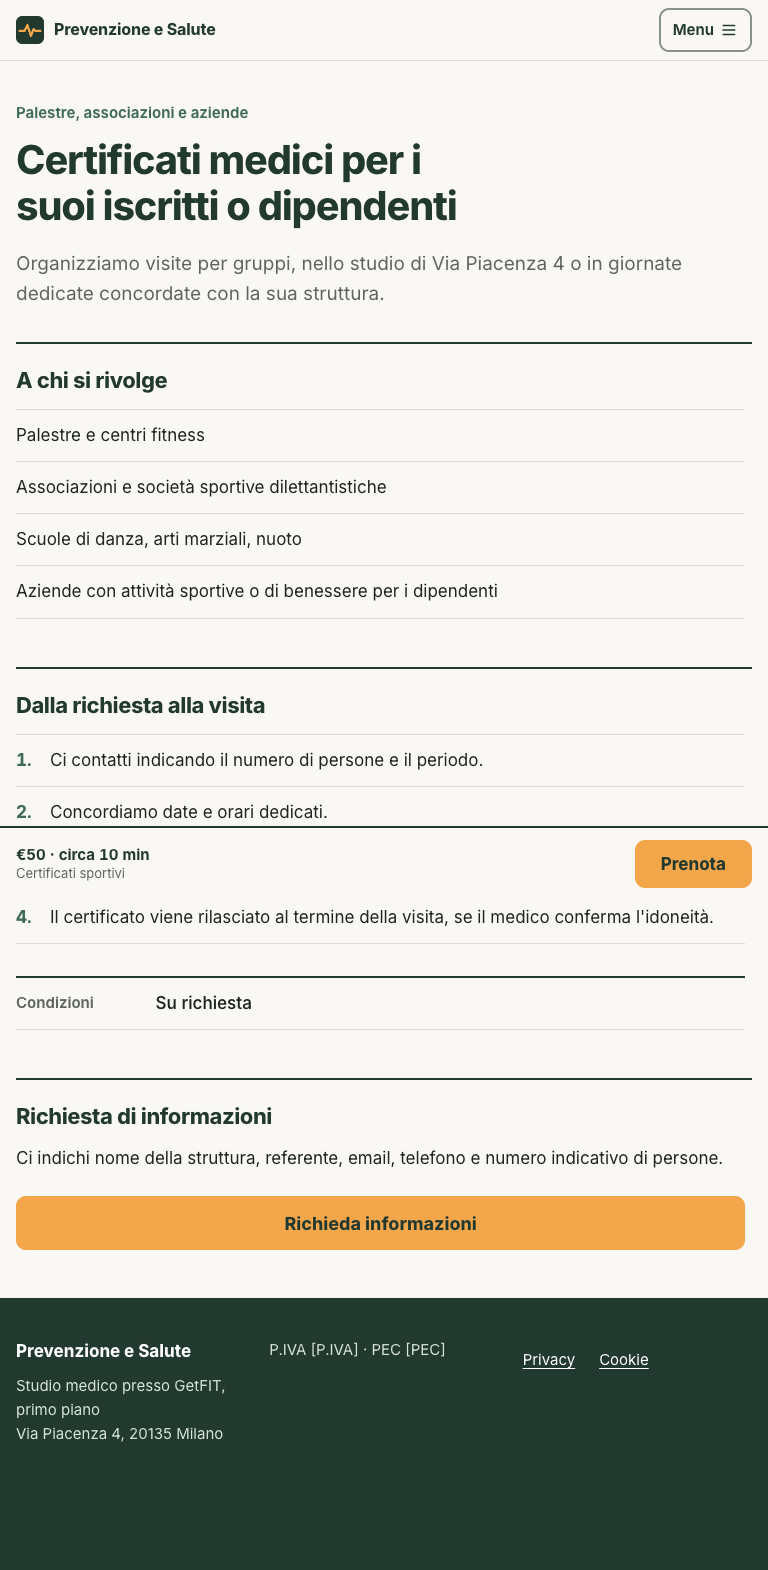 Prevenzione e Salute
Menu
Palestre, associazioni e aziende
Certificati medici per i
suoi iscritti o dipendenti
Organizziamo visite per gruppi, nello studio di Via Piacenza 4 o in giornate
dedicate concordate con la sua struttura.
A chi si rivolge
Palestre e centri fitness
Associazioni e società sportive dilettantistiche
Scuole di danza, arti marziali, nuoto
Aziende con attività sportive o di benessere per i dipendenti
Dalla richiesta alla visita
1. Ci contatti indicando il numero di persone e il periodo.
2. Concordiamo date e orari dedicati.
€50 · circa 10 min
Certificati sportivi
Prenota
4. Il certificato viene rilasciato al termine della visita, se il medico conferma l'idoneità.
Condizioni Su richiesta
Richiesta di informazioni
Ci indichi nome della struttura, referente, email, telefono e numero indicativo di persone.
Richieda informazioni
Prevenzione e Salute
Studio medico presso GetFIT,
primo piano
Via Piacenza 4, 20135 Milano
P.IVA [P.IVA] · PEC [PEC]
Privacy Cookie